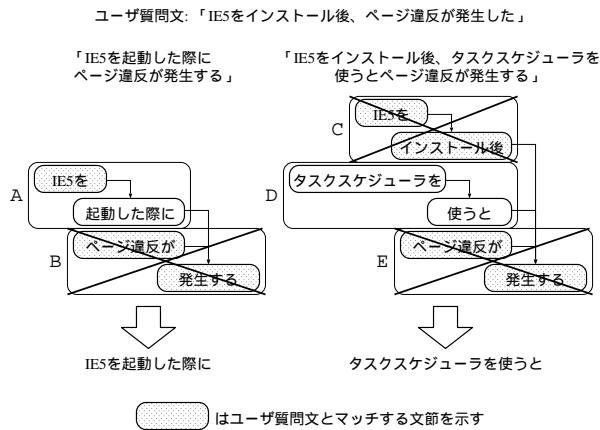 ユーザ質問文: 「IE5をインストール後、ページ違反が発生した」
「IE5を起動した際に
ページ違反が発生する」
「IE5をインストール後、タスクスケジューラを
使うとページ違反が発生する」
A
IE5を
起動した際に
B
ページ違反が
発生する
C
IE5を
インストール後
D
タスクスケジューラを
使うと
E
ページ違反が
発生する
IE5を起動した際に
タスクスケジューラを使うと
はユーザ質問文とマッチする文節を示す